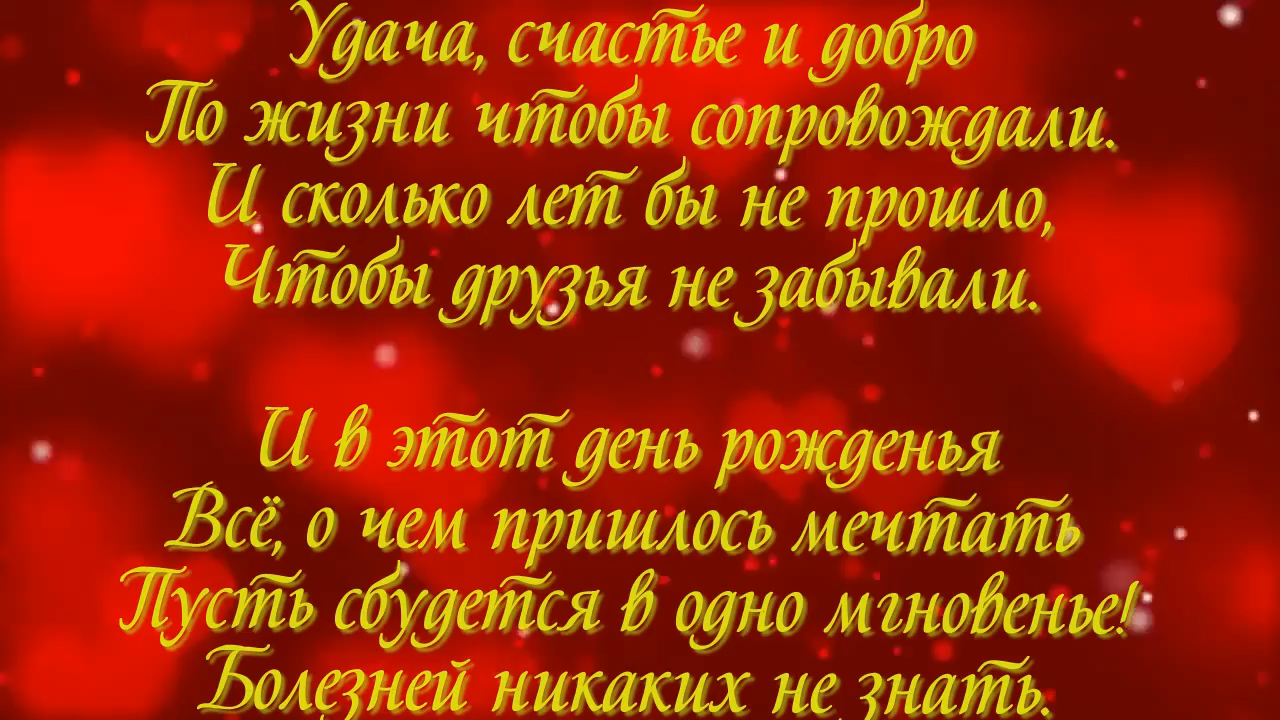 Удача, счастье и добро
По жизни чтобы сопровождали.
И сколько лет бы не прошло,
Чтобы друзья не забывали.
И в этот день рожденья
Всё, о чем пришлось мечтать
Пусть сбудется в одно мгновенье!
Болезней никаких не знать.